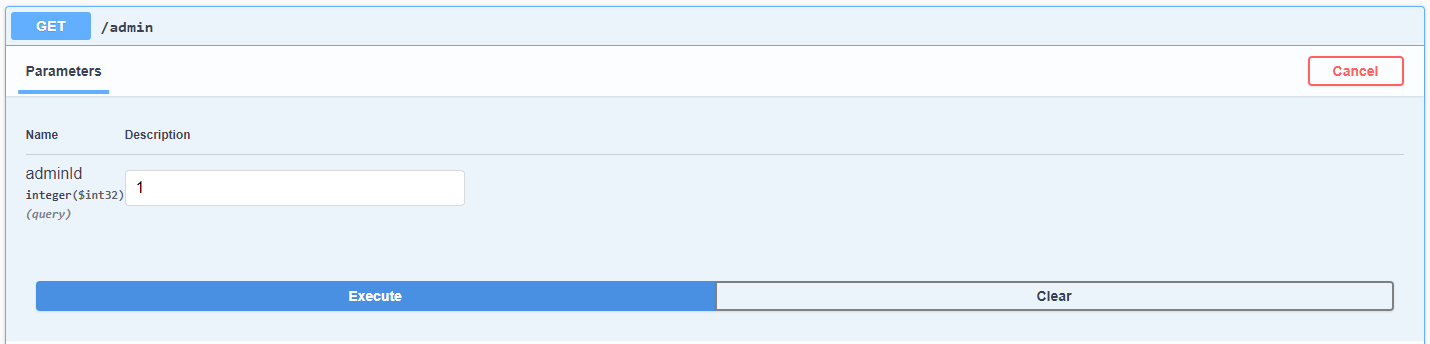 GET /admin
Parameters Cancel
Name Description
adminId
integer($int32) 1
(query)
Execute Clear